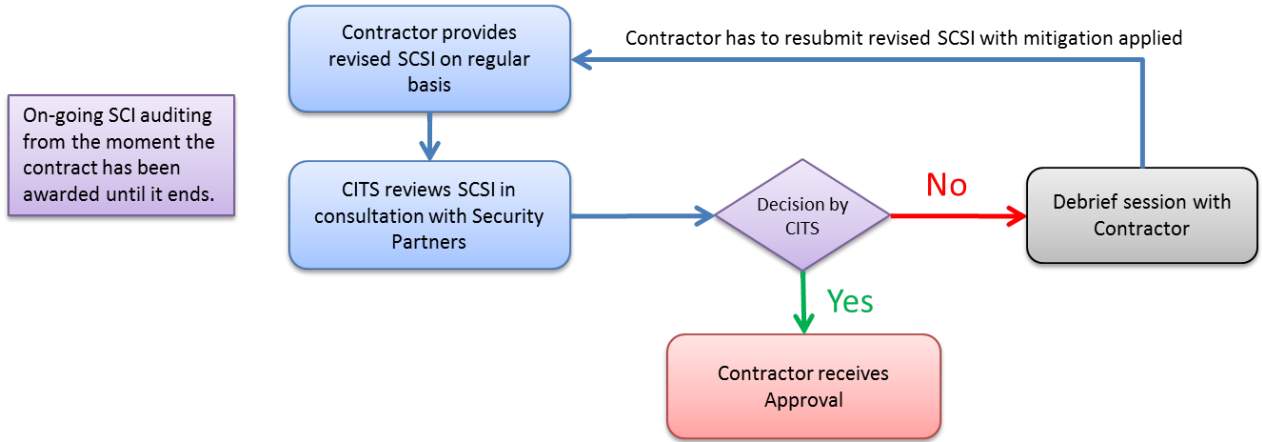 Contractor provides
revised SCSI on regular
basis
Contractor has to resubmit revised SCSI with mitigation applied
On-going SCI auditing
from the moment the
contract has been
awarded until it ends.
CITS reviews SCSI in
consultation with Security
Partners
Decision by
CITS
No
Debrief session with
Contractor
Yes
Contractor receives
Approval